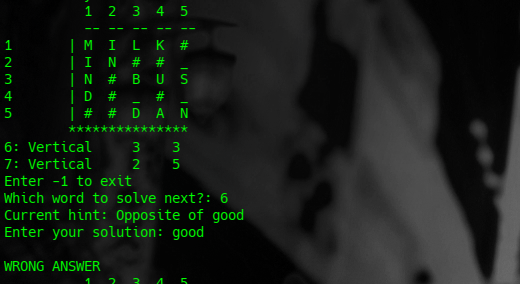 1 2 3 4 5
-- -- -- -- --
1 | M I L K #
2 | I N # # _
3 | N # B U S
4 | D # _ # _
5 | # # D A N
***************
6: Vertical 3 3
7: Vertical 2 5
Enter -1 to exit
Which word to solve next?: 6
Current hint: Opposite of good
Enter your solution: good
WRONG ANSWER
1 2 3 4 5